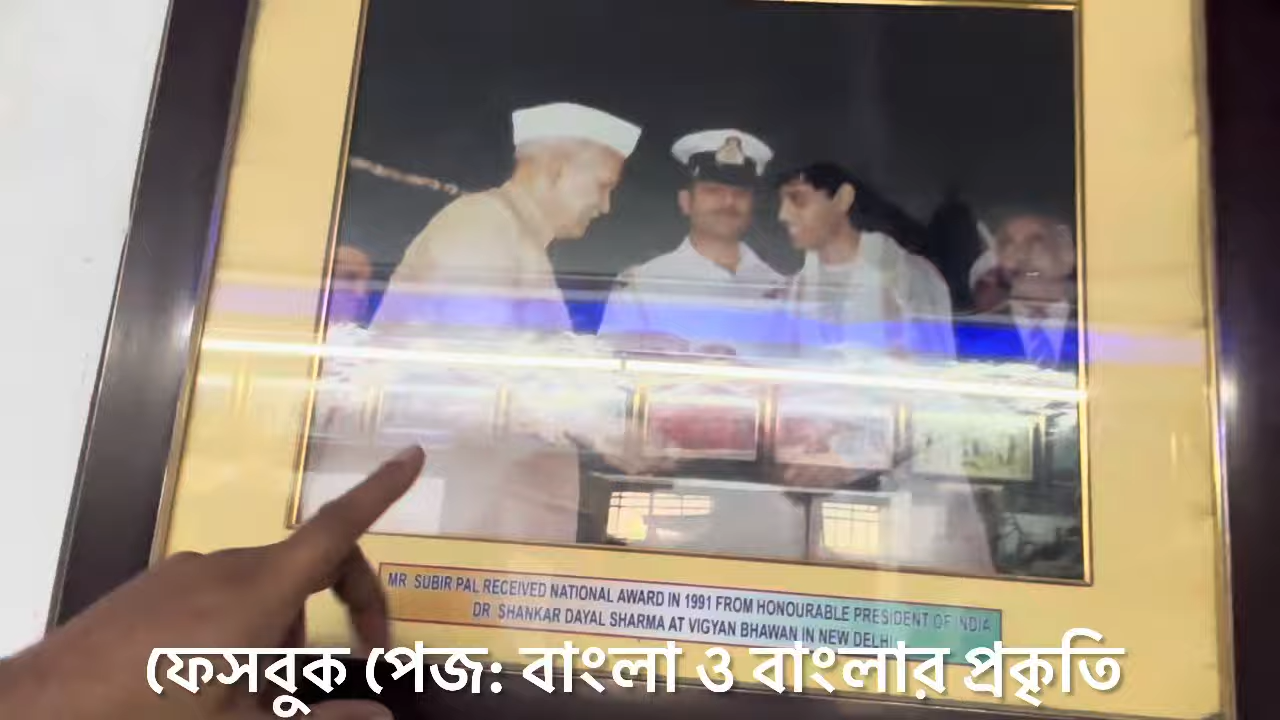 MR SUBIR PAL RECEIVED NATIONAL AWARD IN 1991 FROM HONOURABLE PRESIDENT OF INDIA
DR SHANKAR DAYAL SHARMA AT VIGYAN BHAWAN IN NEW DELHI
ফেসবুক পেজ: বাংলা ও বাংলার প্রকৃতি